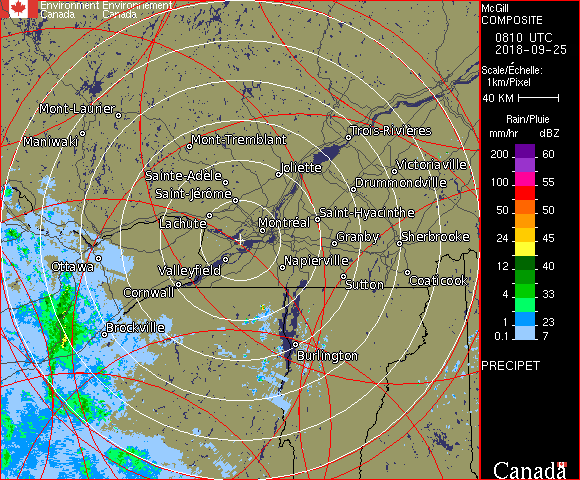 Environment Environnement
Canada Canada
McGill
COMPOSITE
0810 UTC
2018-09-25
Scale/Échelle:
1km/Pixel
40 KM
Rain/Pluie
mm/hr dBZ
200 60
100 55
50 50
24 45
12 40
4 33
1 23
0.1 7
PRECIPET
Canada
Mont-Laurier
Maniwaki
Mont-Tremblant
Trois-Rivières
Sainte-Adèle
Joliette
Victoriaville
Saint-Jérôme
Drummondville
Lachute
Montréal
Saint-Hyacinthe
Granby
Sherbrooke
Ottawa
Valleyfield
Napierville
Cornwall
Sutton
Coaticook
Brockville
Burlington